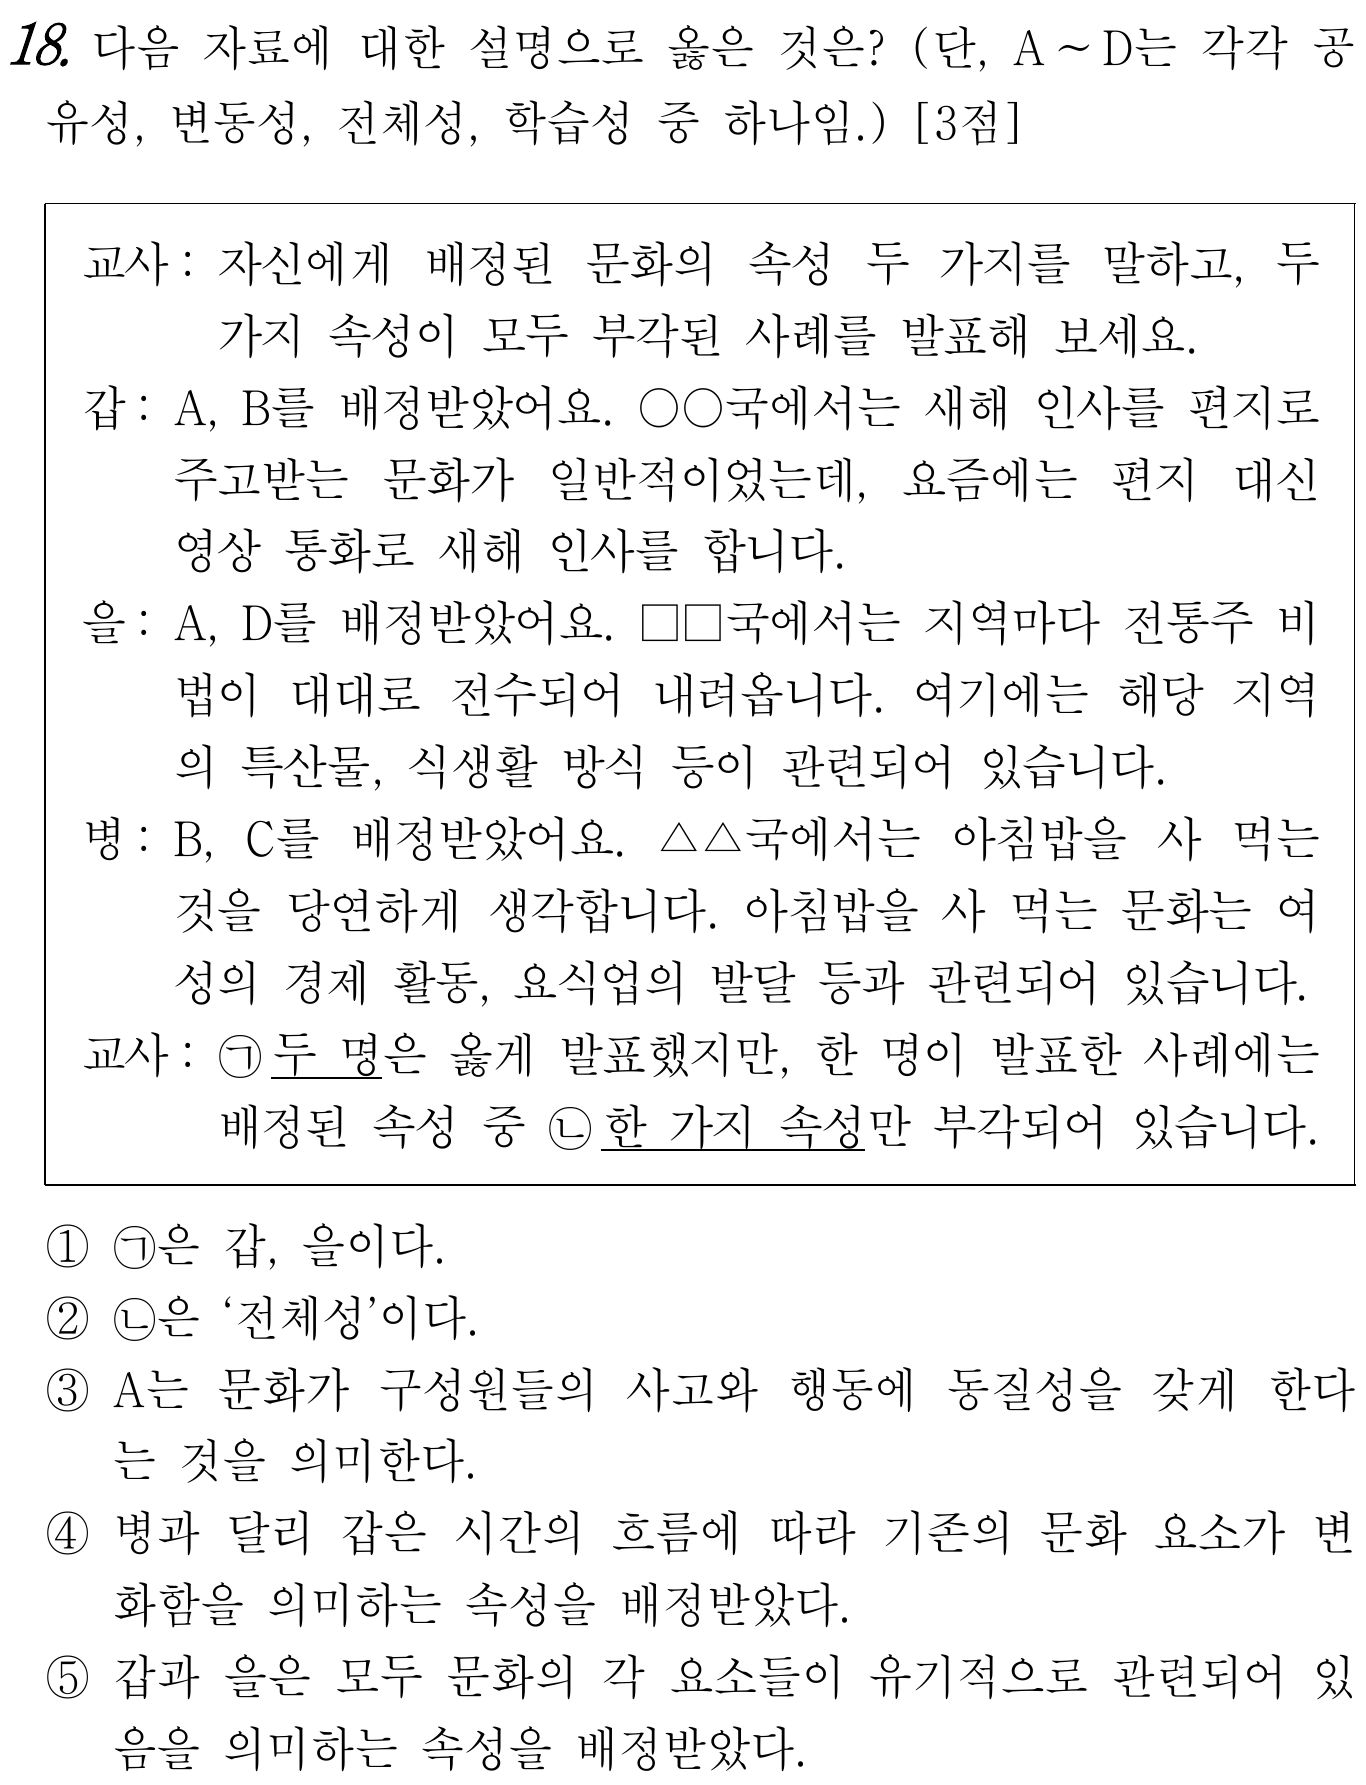 18. 다음 자료에 대한 설명으로 옳은 것은? (단, A～D는 각각 공
유성, 변동성, 전체성, 학습성 중 하나임.) [3점]
교사 : 자신에게 배정된 문화의 속성 두 가지를 말하고, 두
가지 속성이 모두 부각된 사례를 발표해 보세요.
갑 : A, B를 배정받았어요. ○○국에서는 새해 인사를 편지로
주고받는 문화가 일반적이었는데, 요즘에는 편지 대신
영상 통화로 새해 인사를 합니다.
을 : A, D를 배정받았어요. □□국에서는 지역마다 전통주 비
법이 대대로 전수되어 내려옵니다. 여기에는 해당 지역
의 특산물, 식생활 방식 등이 관련되어 있습니다.
병 : B, C를 배정받았어요. △△국에서는 아침밥을 사 먹는
것을 당연하게 생각합니다. 아침밥을 사 먹는 문화는 여
성의 경제 활동, 요식업의 발달 등과 관련되어 있습니다.
교사 : ㉠두 명은 옳게 발표했지만, 한 명이 발표한 사례에는
배정된 속성 중 ㉡한 가지 속성만 부각되어 있습니다.
① ㉠은 갑, 을이다.
② ㉡은 ‘전체성’이다.
③ A는 문화가 구성원들의 사고와 행동에 동질성을 갖게 한다
는 것을 의미한다.
④ 병과 달리 갑은 시간의 흐름에 따라 기존의 문화 요소가 변
화함을 의미하는 속성을 배정받았다.
⑤ 갑과 을은 모두 문화의 각 요소들이 유기적으로 관련되어 있
음을 의미하는 속성을 배정받았다.